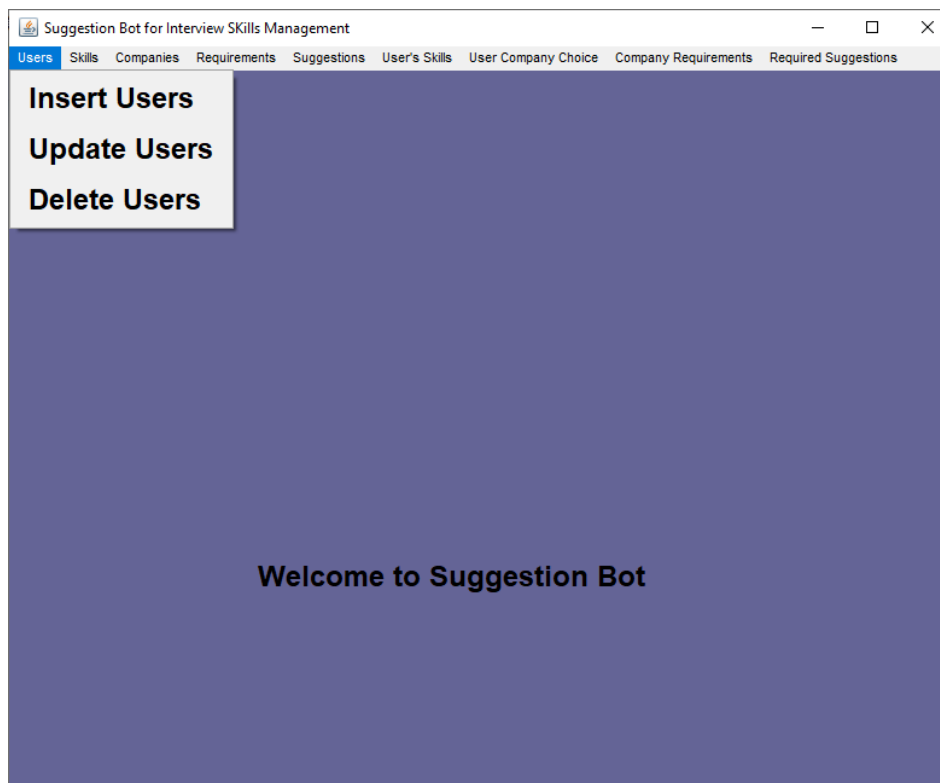 Suggestion Bot for Interview SKills Management
Users Skills Companies Requirements Suggestions User's Skills User Company Choice Company Requirements Required Suggestions
Insert Users
Update Users
Delete Users
Welcome to Suggestion Bot